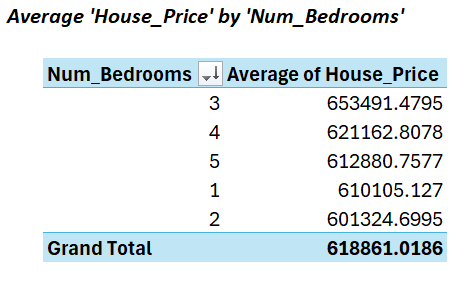 Average 'House_Price' by 'Num_Bedrooms'
Num_Bedrooms Average of House_Price
3 653491.4795
4 621162.8078
5 612880.7577
1 610105.127
2 601324.6995
Grand Total 618861.0186